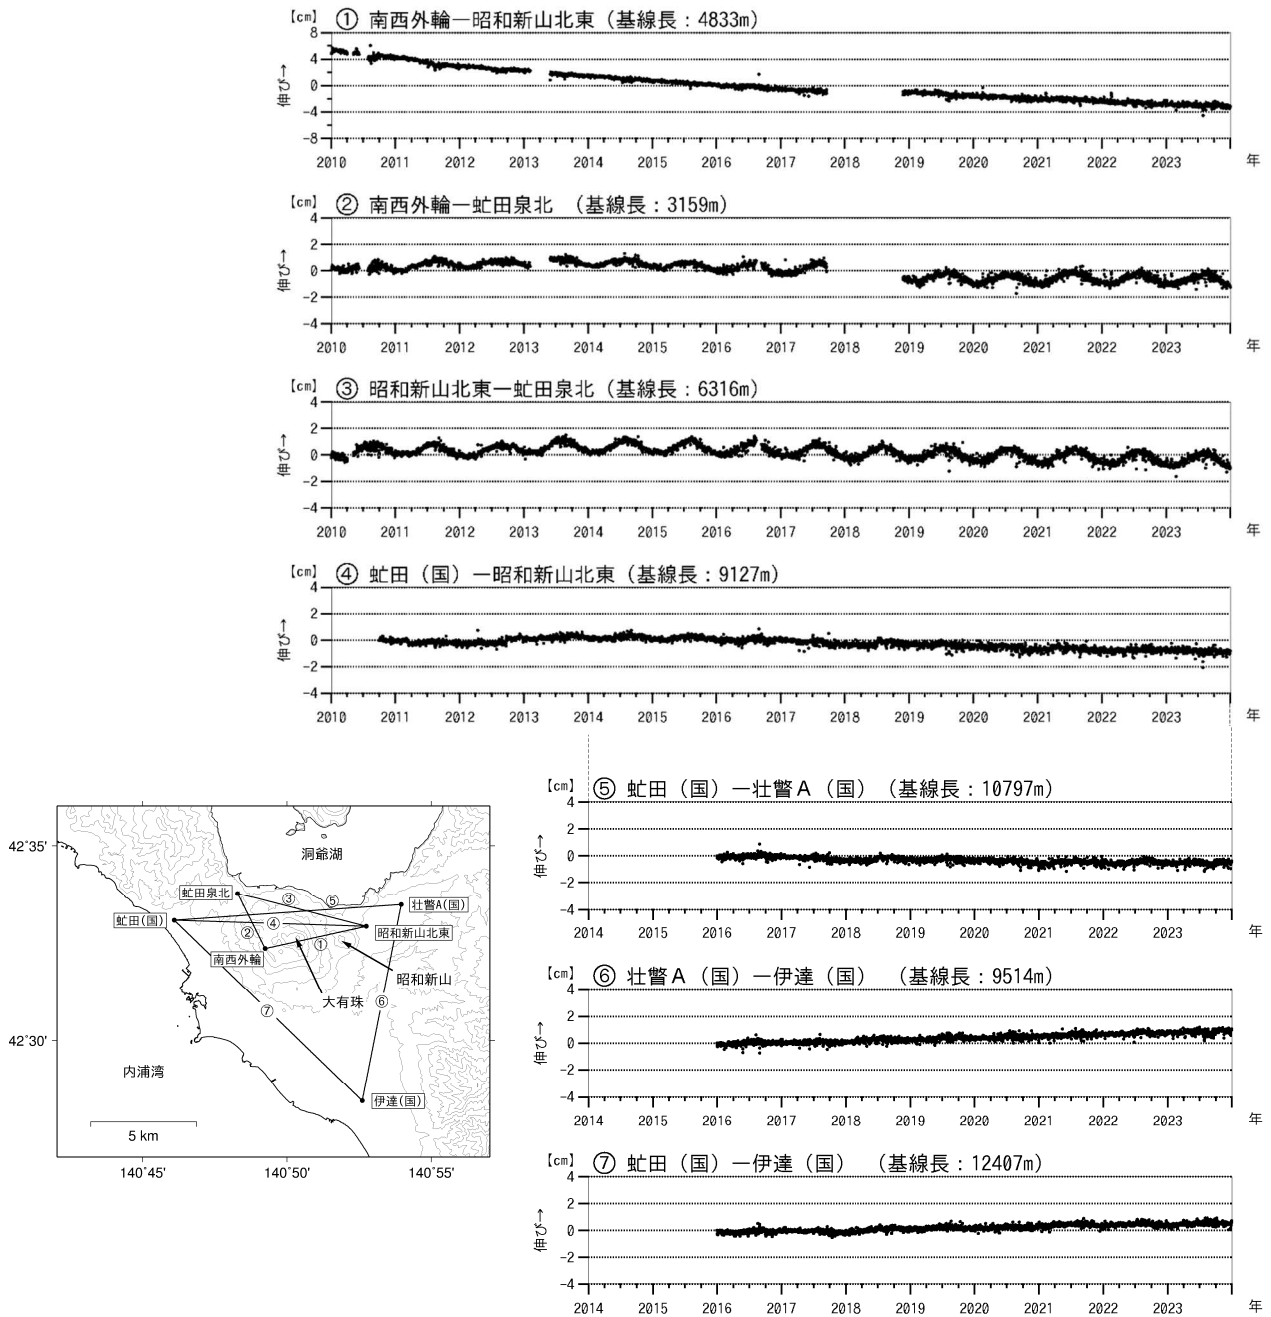 [cm] ① 南西外輪―昭和新山北東（基線長：4833m）
8
4
0
-4
-8
伸び→
2010 2011 2012 2013 2014 2015 2016 2017 2018 2019 2020 2021 2022 2023 年
[cm] ② 南西外輪―虻田泉北 （基線長：3159m）
4
2
0
-2
-4
伸び→
2010 2011 2012 2013 2014 2015 2016 2017 2018 2019 2020 2021 2022 2023 年
[cm] ③ 昭和新山北東―虻田泉北（基線長：6316m）
4
2
0
-2
-4
伸び→
2010 2011 2012 2013 2014 2015 2016 2017 2018 2019 2020 2021 2022 2023 年
[cm] ④ 虻田（国）―昭和新山北東（基線長：9127m）
4
2
0
-2
-4
伸び→
2010 2011 2012 2013 2014 2015 2016 2017 2018 2019 2020 2021 2022 2023 年
[cm] ⑤ 虻田（国）―壮瞥Ａ（国）（基線長：10797m）
4
2
0
-2
-4
伸び→
2014 2015 2016 2017 2018 2019 2020 2021 2022 2023 年
[cm] ⑥ 壮瞥Ａ（国）―伊達（国） （基線長：9514m）
4
2
0
-2
-4
伸び→
2014 2015 2016 2017 2018 2019 2020 2021 2022 2023 年
[cm] ⑦ 虻田（国）―伊達（国） （基線長：12407m）
4
2
0
-2
-4
伸び→
2014 2015 2016 2017 2018 2019 2020 2021 2022 2023 年
42°35'
42°30'
洞爺湖
虻田泉北
③
⑤
壮瞥A(国)
虻田(国)
④
②
昭和新山北東
①
南西外輪
昭和新山
大有珠
⑥
⑦
内浦湾
伊達(国)
5 km
140°45' 140°50' 140°55'